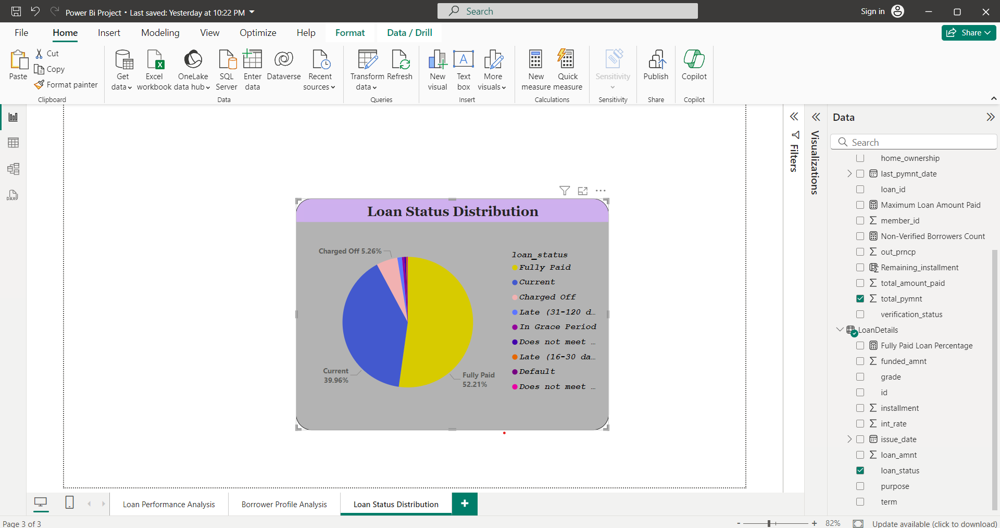 Power Bi Project • Last saved: Yesterday at 10:22 PM
Search
Sign in
File
Home
Insert
Modeling
View
Optimize
Help
Format
Data / Drill
Share
Paste
Cut
Copy
Format painter
Clipboard
Get data
Excel workbook
OneLake data hub
SQL Server
Enter data
Dataverse
Recent sources
Data
Transform data
Refresh
Queries
New visual
Text box
More visuals
Insert
New measure
Quick measure
Calculations
Sensitivity
Sensitivity
Publish
Share
Copilot
Copilot
DAX
Loan Status Distribution
Charged Off 5.26%
Current
39.96%
Fully Paid
52.21%
loan_status
Fully Paid
Current
Charged Off
Late (31-120 d…
In Grace Period
Does not meet …
Late (16-30 da…
Default
Does not meet …
Filters
Visualizations
Data
Search
home_ownership
last_pymnt_date
loan_id
Maximum Loan Amount Paid
member_id
Non-Verified Borrowers Count
out_prncp
Remaining_installment
total_amount_paid
total_pymnt
verification_status
LoanDetails
Fully Paid Loan Percentage
funded_amnt
grade
id
installment
int_rate
issue_date
loan_amnt
loan_status
purpose
term
Loan Performance Analysis
Borrower Profile Analysis
Loan Status Distribution
Page 3 of 3
- + 82%
Update available (click to download)